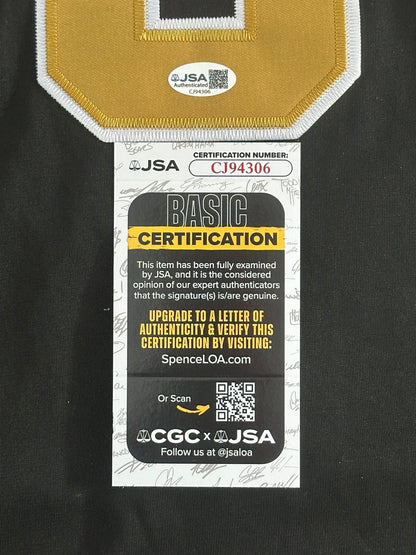 JSA
Authenticated
CJ94306
JSA
CERTIFICATION NUMBER:
CJ94306
BASIC
CERTIFICATION
This item has been fully examined
by JSA, and it is the considered
opinion of our expert authenticators
that the signature(s) is/are genuine.
UPGRADE TO A LETTER OF
AUTHENTICITY & VERIFY THIS
CERTIFICATION BY VISITING:
SpenceLOA.com
Or Scan
CGC x JSA
Follow us at @jsaloa